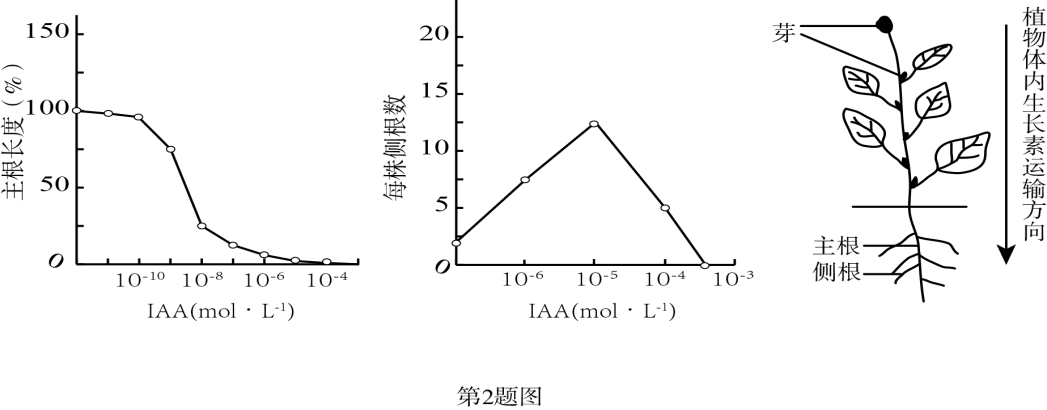 主根长度（%）
150
100
50
0
10-10 10-8 10-6 10-4
IAA(mol · L-1)
每株侧根数
20
15
10
5
0
10-6 10-5 10-4 10-3
IAA(mol · L-1)
芽
主根
侧根
植物体内生长素运输方向
第2题图